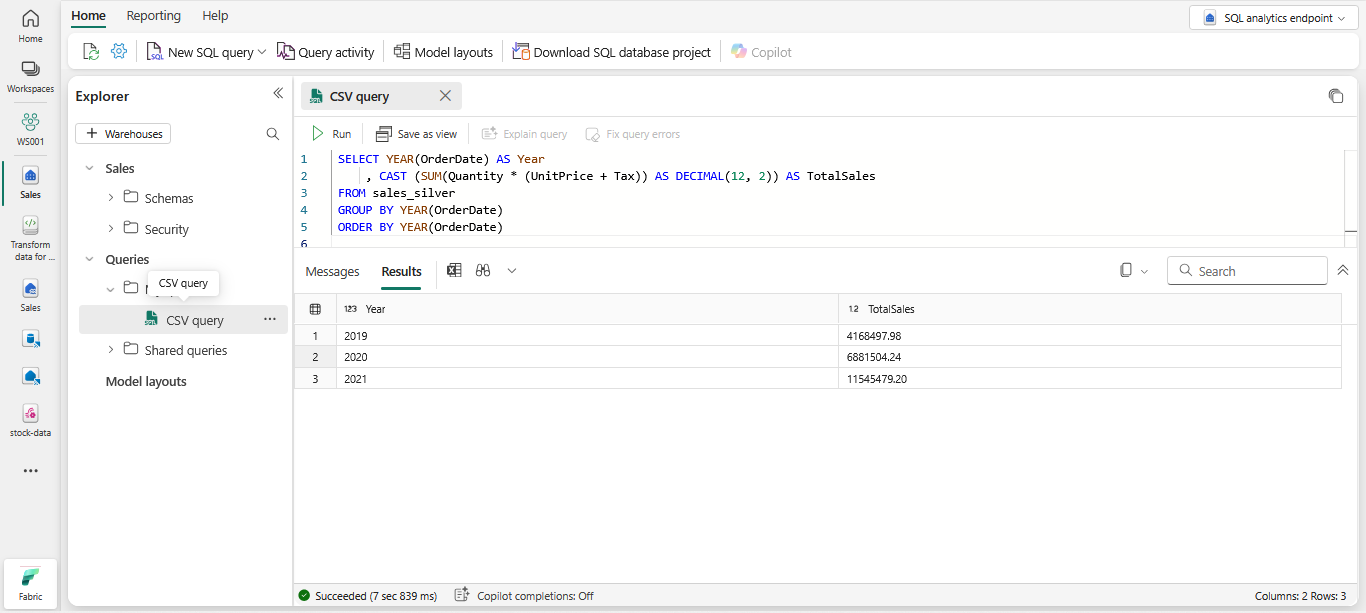 Home
Workspaces
WS001
Sales
Transform
data for ...
Sales
stock-data
Fabric
Home Reporting Help
SQL analytics endpoint
New SQL query Query activity Model layouts Download SQL database project Copilot
Explorer
+ Warehouses
Sales
Schemas
Security
Queries
CSV query
CSV query
Shared queries
Model layouts
CSV query
Run Save as view Explain query Fix query errors
1 SELECT YEAR(OrderDate) AS Year
2 , CAST (SUM(Quantity * (UnitPrice + Tax)) AS DECIMAL(12, 2)) AS TotalSales
3 FROM sales_silver
4 GROUP BY YEAR(OrderDate)
5 ORDER BY YEAR(OrderDate)
6
Messages Results Search
123 Year 12 TotalSales
1 2019 4168497.98
2 2020 6881504.24
3 2021 11545479.20
Succeeded (7 sec 839 ms) Copilot completions: Off Columns: 2 Rows: 3